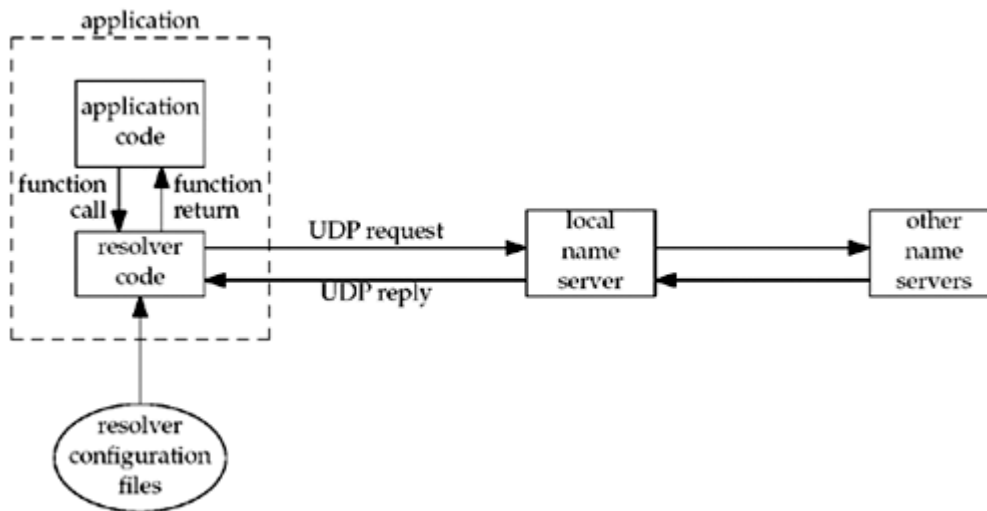 application
application
code
function
call
function
return
resolver
code
UDP request
UDP reply
local
name
server
other
name
servers
resolver
configuration
files